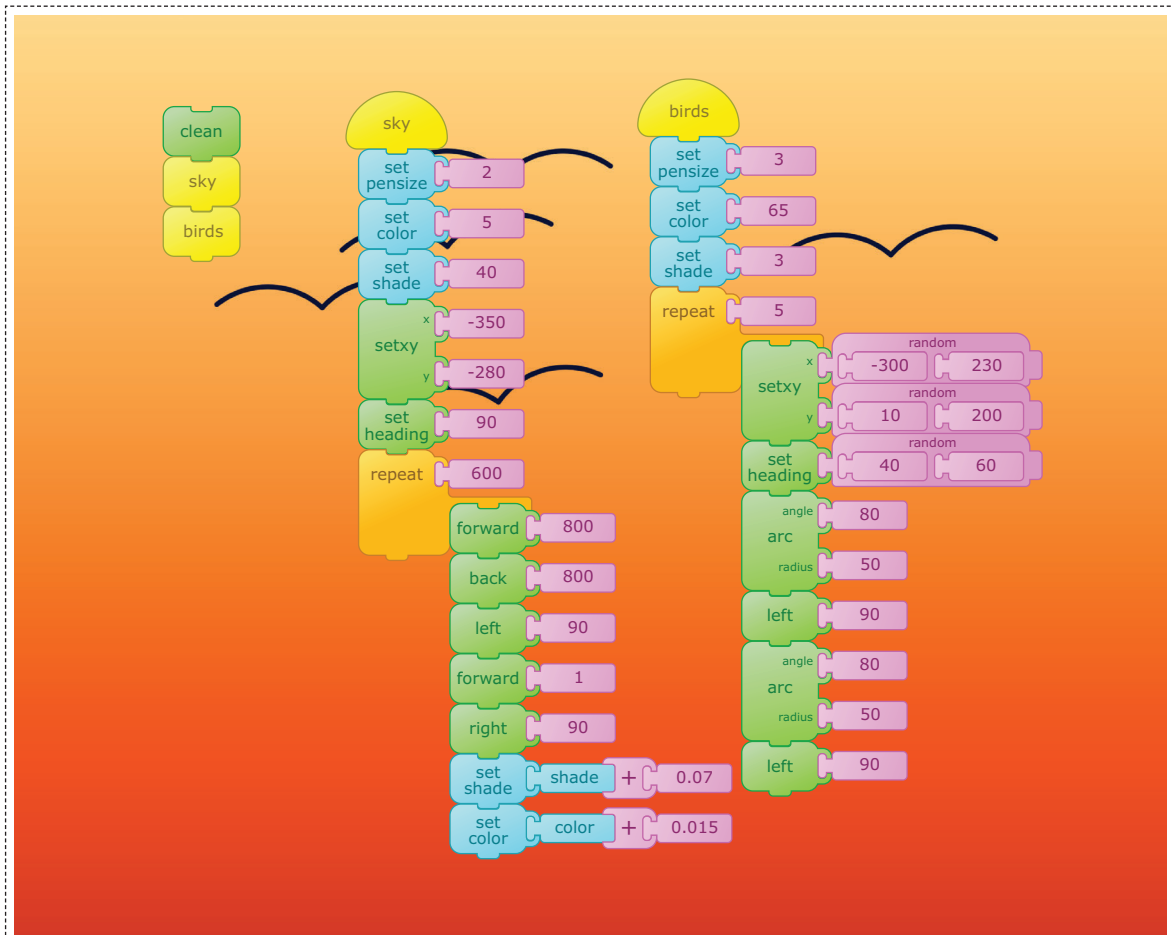 clean
sky
birds
sky
set
pensize 2
set
color 5
set
shade 40
x -350
setxy
y -280
set
heading 90
repeat 600
forward 800
back 800
left 90
forward 1
right 90
set
shade shade + 0.07
set
color color + 0.015
birds
set
pensize 3
set
color 65
set
shade 3
repeat 5
random
x -300 230
setxy
random
y 10 200
random
set
heading 40 60
angle 80
arc
radius 50
left 90
angle 80
arc
radius 50
left 90